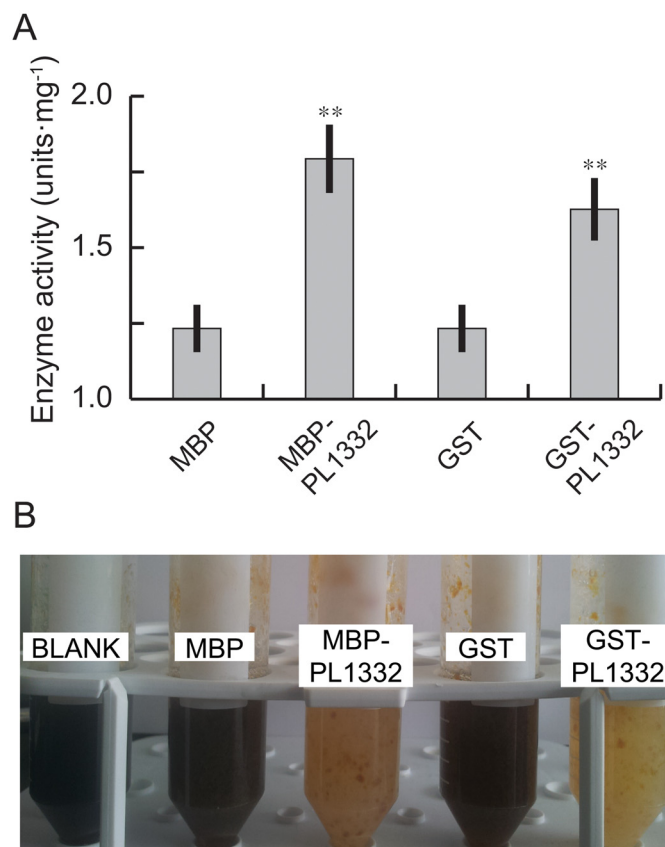 A
Enzyme activity (units·mg⁻¹)
2.0
1.5
1.0
**
**
MBP
MBP-
PL1332
GST
GST-
PL1332
B
BLANK
MBP
MBP-
PL1332
GST
GST-
PL1332